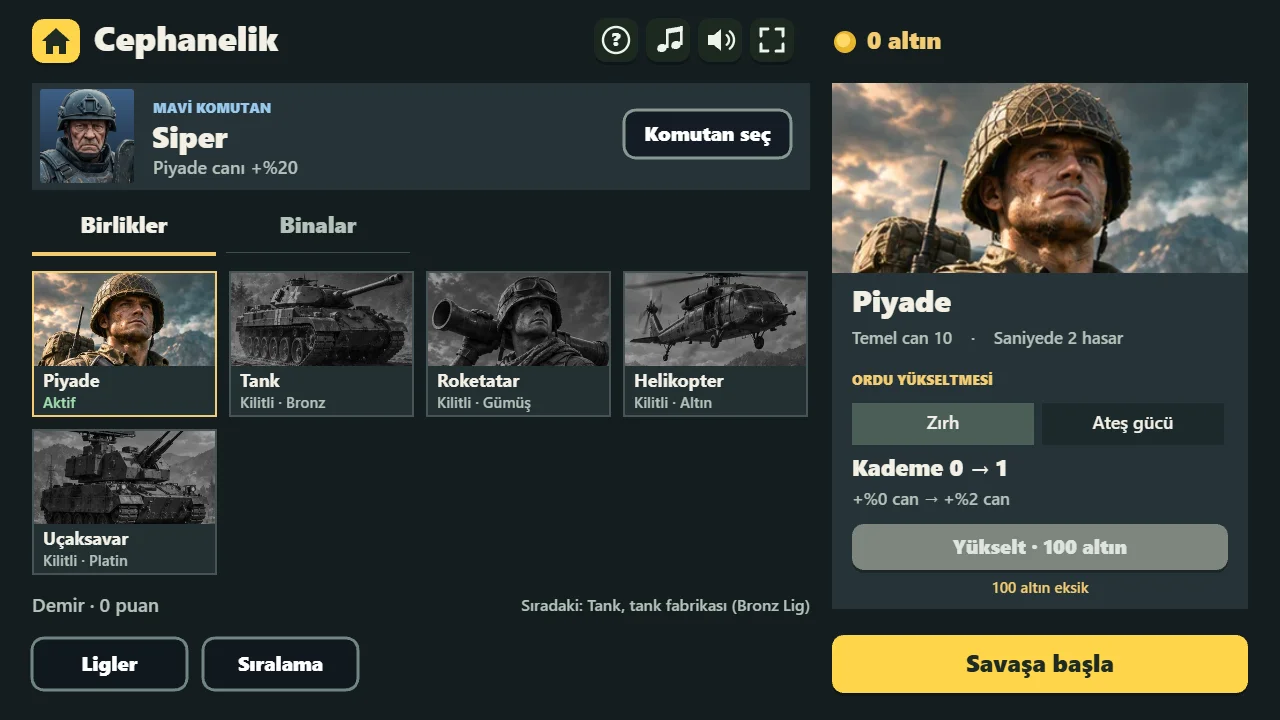 Cephanelik
0 altın
MAVİ KOMUTAN
Siper
Piyade canı +%20
Komutan seç
Birlikler
Binalar
Piyade
Aktif
Tank
Kilitli · Bronz
Roketatar
Kilitli · Gümüş
Helikopter
Kilitli · Altın
Uçaksavar
Kilitli · Platin
Demir · 0 puan
Sıradaki: Tank, tank fabrikası (Bronz Lig)
Ligler
Sıralama
Piyade
Temel can 10 · Saniyede 2 hasar
ORDU YÜKSELTMESİ
Zırh
Ateş gücü
Kademe 0 → 1
+%0 can → +%2 can
Yükselt · 100 altın
100 altın eksik
Savaşa başla